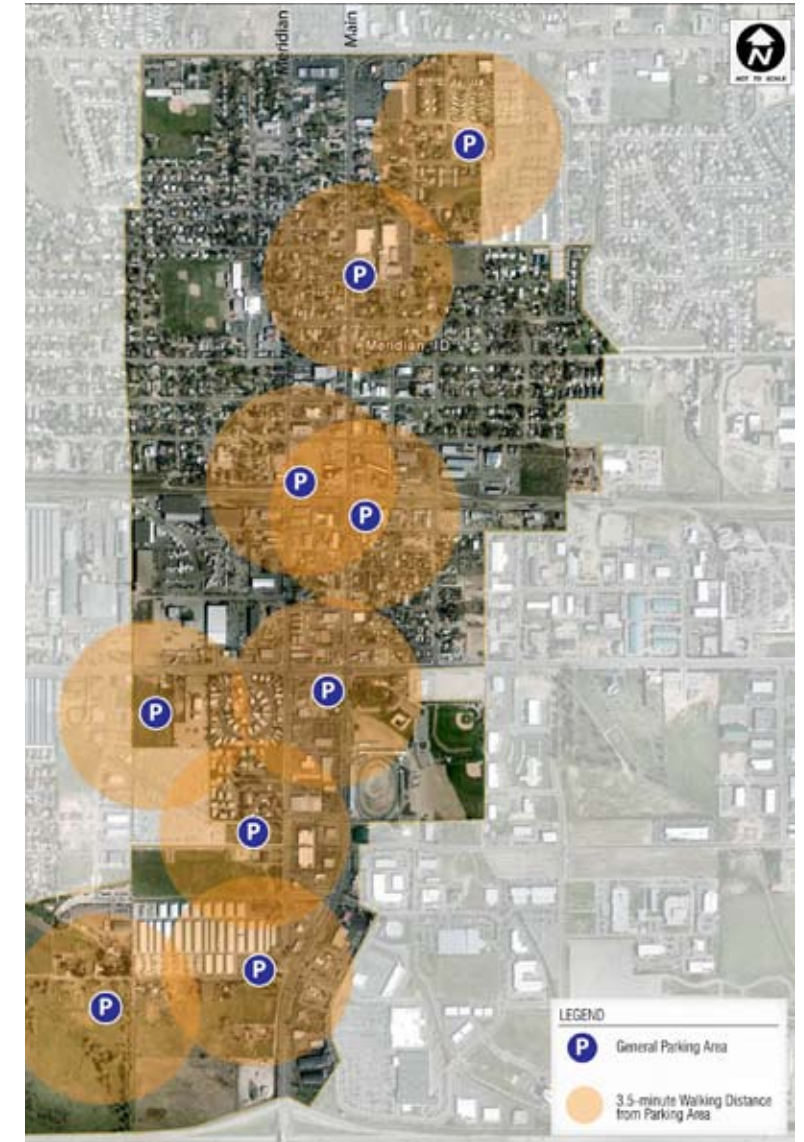 Meridian
Main
N
NOT TO SCALE
P
P
Meridian, ID
P
P
P
P
P
P
P
LEGEND
P General Parking Area
3.5-minute Walking Distance
from Parking Area